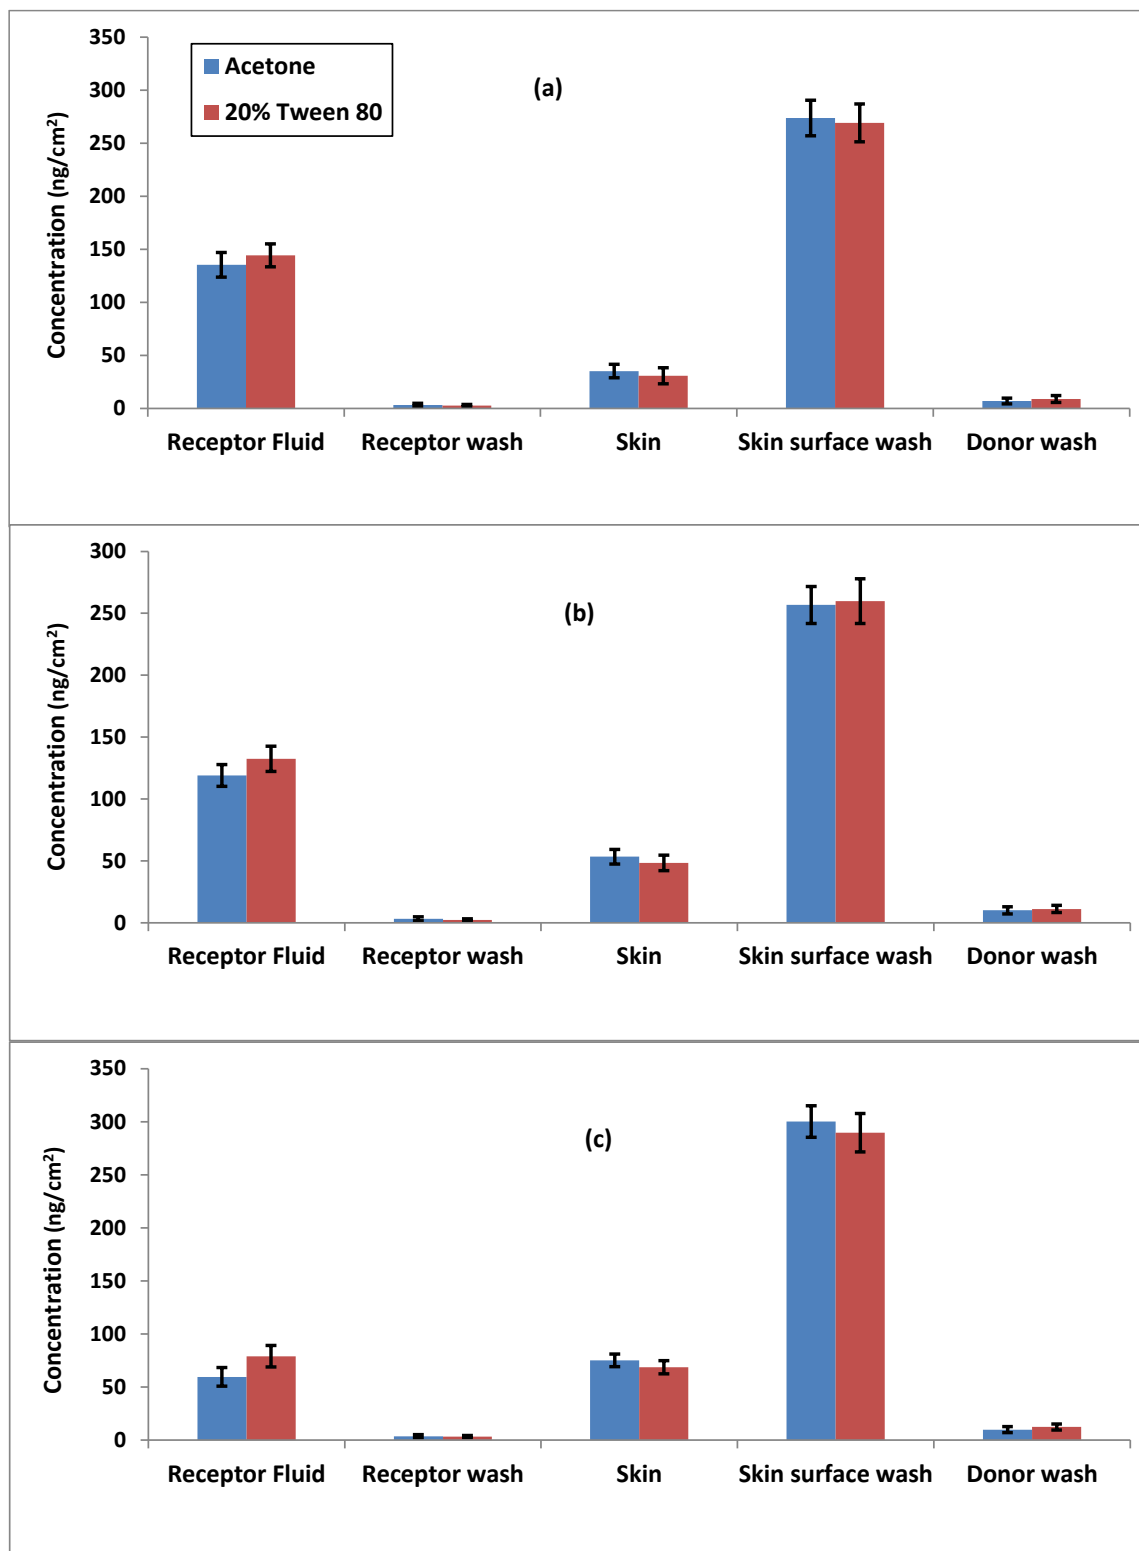 350
300
250
200
150
100
50
0
Concentration (ng/cm²)
Acetone
20% Tween 80
(a)
Receptor Fluid Receptor wash Skin Skin surface wash Donor wash
300
250
200
150
100
50
0
Concentration (ng/cm²)
(b)
Receptor Fluid Receptor wash Skin Skin surface wash Donor wash
350
300
250
200
150
100
50
0
Concentration (ng/cm²)
(c)
Receptor Fluid Receptor wash Skin Skin surface wash Donor wash